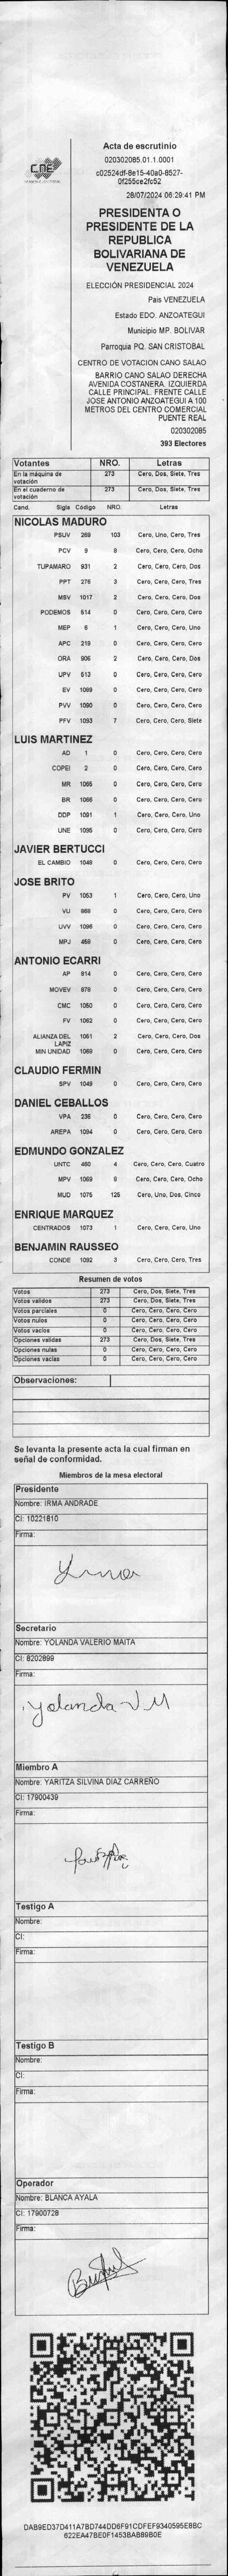 CNE
Acta de escrutinio
020302085.01.1.0001
c02524df-8e15-40a0-8527-
0f255ce2fc52
28/07/2024 06:29:41 PM
PRESIDENTA O
PRESIDENTE DE LA
REPUBLICA
BOLIVARIANA DE
VENEZUELA
ELECCIÓN PRESIDENCIAL 2024
Pais VENEZUELA
Estado EDO. ANZOATEGUI
Municipio MP. BOLIVAR
Parroquia PQ. SAN CRISTOBAL
CENTRO DE VOTACION CANO SALAO
BARRIO CANO SALAO DERECHA
AVENIDA COSTANERA. IZQUIERDA
CALLE PRINCIPAL. FRENTE CALLE
JOSE ANTONIO ANZOATEGUI A 100
METROS DEL CENTRO COMERCIAL
PUENTE REAL
020302085
393 Electores
Votantes NRO. Letras
En la máquina de votación 273 Cero, Dos, Siete, Tres
En el cuaderno de votación 273 Cero, Dos, Siete, Tres
Cand. Sigla Código NRO. Letras
NICOLAS MADURO
PSUV 269 103 Cero, Uno, Cero, Tres
PCV 9 8 Cero, Cero, Cero, Ocho
TUPAMARO 931 2 Cero, Cero, Cero, Dos
PPT 276 3 Cero, Cero, Cero, Tres
MSV 1017 2 Cero, Cero, Cero, Dos
PODEMOS 514 0 Cero, Cero, Cero, Cero
MEP 6 1 Cero, Cero, Cero, Uno
APC 219 0 Cero, Cero, Cero, Cero
ORA 906 2 Cero, Cero, Cero, Dos
UPV 513 0 Cero, Cero, Cero, Cero
EV 1089 0 Cero, Cero, Cero, Cero
PVV 1090 0 Cero, Cero, Cero, Cero
PFV 1093 7 Cero, Cero, Cero, Siete
LUIS MARTINEZ
AD 1 0 Cero, Cero, Cero, Cero
COPEI 2 0 Cero, Cero, Cero, Cero
MR 1065 0 Cero, Cero, Cero, Cero
BR 1066 0 Cero, Cero, Cero, Cero
DDP 1091 1 Cero, Cero, Cero, Uno
UNE 1095 0 Cero, Cero, Cero, Cero
JAVIER BERTUCCI
EL CAMBIO 1048 0 Cero, Cero, Cero, Cero
JOSE BRITO
PV 1053 1 Cero, Cero, Cero, Uno
VU 868 0 Cero, Cero, Cero, Cero
UVV 1096 0 Cero, Cero, Cero, Cero
MPJ 458 0 Cero, Cero, Cero, Cero
ANTONIO ECARRI
AP 814 0 Cero, Cero, Cero, Cero
MOVEV 878 0 Cero, Cero, Cero, Cero
CMC 1050 0 Cero, Cero, Cero, Cero
FV 1062 0 Cero, Cero, Cero, Cero
ALIANZA DEL LAPIZ 1051 2 Cero, Cero, Cero, Dos
MIN UNIDAD 1069 0 Cero, Cero, Cero, Cero
CLAUDIO FERMIN
SPV 1049 0 Cero, Cero, Cero, Cero
DANIEL CEBALLOS
VPA 236 0 Cero, Cero, Cero, Cero
AREPA 1094 0 Cero, Cero, Cero, Cero
EDMUNDO GONZALEZ
UNTC 460 4 Cero, Cero, Cero, Cuatro
MPV 1069 8 Cero, Cero, Cero, Ocho
MUD 1075 125 Cero, Uno, Dos, Cinco
ENRIQUE MARQUEZ
CENTRADOS 1073 1 Cero, Cero, Cero, Uno
BENJAMIN RAUSSEO
CONDE 1092 3 Cero, Cero, Cero, Tres
Resumen de votos
Votos 273 Cero, Dos, Siete, Tres
Votos validos 273 Cero, Dos, Siete, Tres
Votos parciales 0 Cero, Cero, Cero, Cero
Votos nulos 0 Cero, Cero, Cero, Cero
Votos vacios 0 Cero, Cero, Cero, Cero
Opciones validas 273 Cero, Dos, Siete, Tres
Opciones nulas 0 Cero, Cero, Cero, Cero
Opciones vacias 0 Cero, Cero, Cero, Cero
Observaciones:
Se levanta la presente acta la cual firman en
señal de conformidad.
Miembros de la mesa electoral
Presidente
Nombre: IRMA ANDRADE
CI: 10221810
Firma:
Secretario
Nombre: YOLANDA VALERIO MAITA
CI: 8202899
Firma:
Yolanda V.M
Miembro A
Nombre: YARITZA SILVINA DIAZ CARREÑO
CI: 17900439
Firma:
Testigo A
Nombre:
CI:
Firma:
Testigo B
Nombre:
CI:
Firma:
Operador
Nombre: BLANCA AYALA
CI: 17900728
Firma:
DAB9ED37D411A7BD744DD6F91CDFEF9340595E8BC
622EA47BE0F1453BAB89B0E